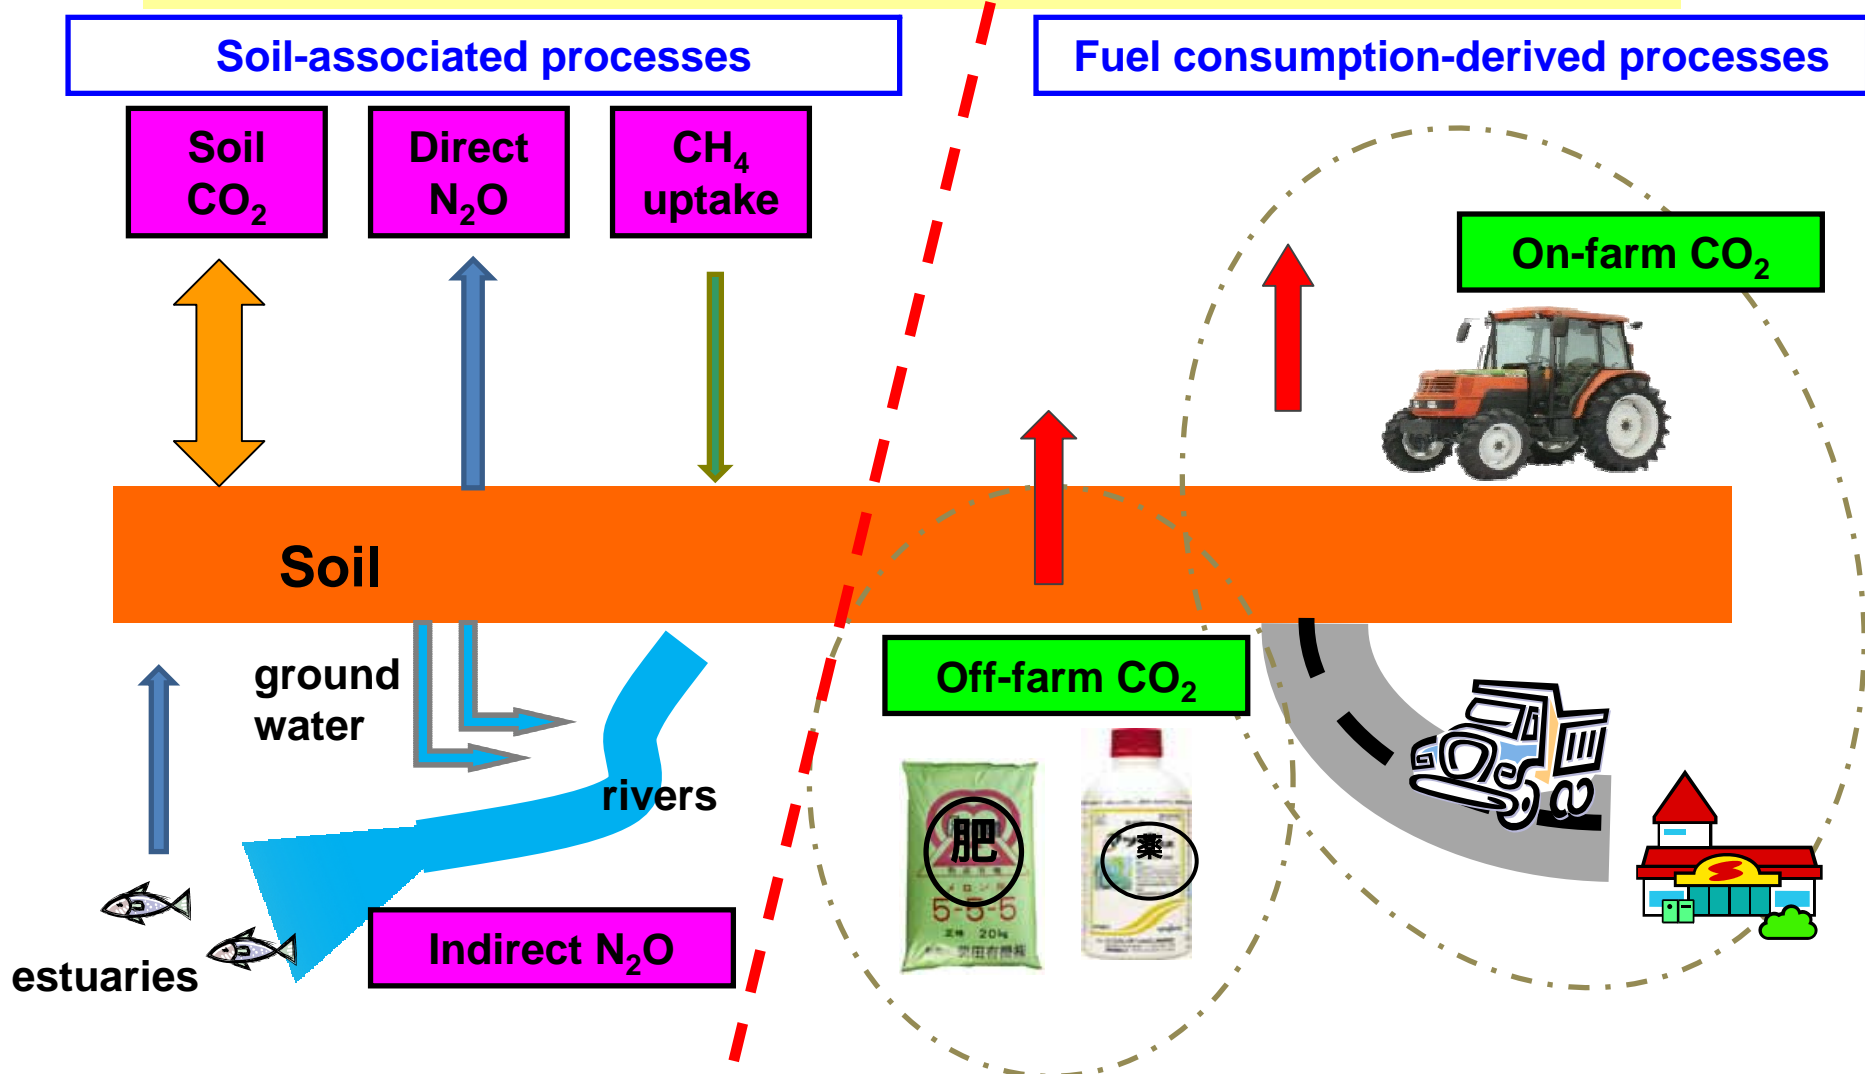 Soil-associated processes
Fuel consumption-derived processes
Soil
CO₂
Direct
N₂O
CH₄
uptake
On-farm CO₂
Soil
ground
water
rivers
Off-farm CO₂
肥
5-5-5
20kg
薬
Indirect N₂O
estuaries